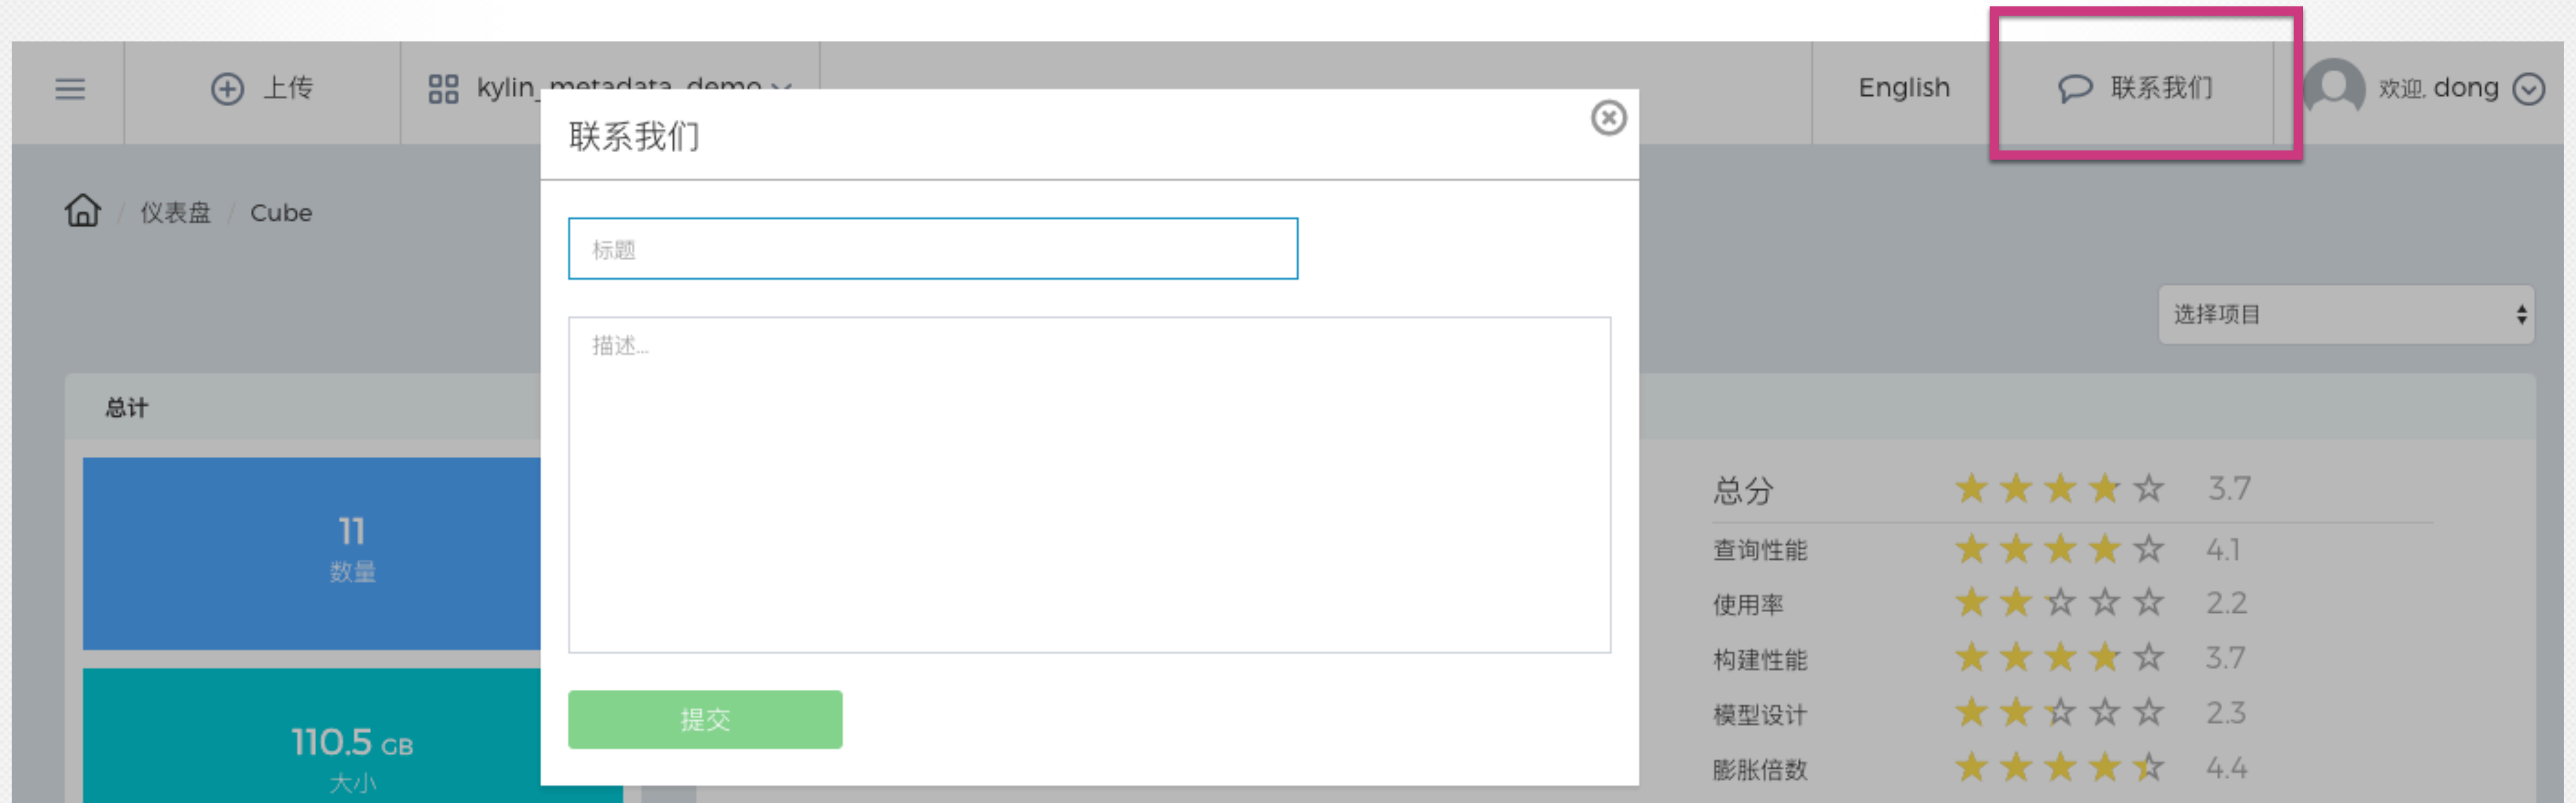 上传
kylin_metadata_demo
English
联系我们
欢迎, dong
联系我们
仪表盘 / Cube
标题
选择项目
描述...
总计
11
数量
总分 3.7
查询性能 4.1
使用率 2.2
构建性能 3.7
模型设计 2.3
膨胀倍数 4.4
提交
110.5 GB
大小